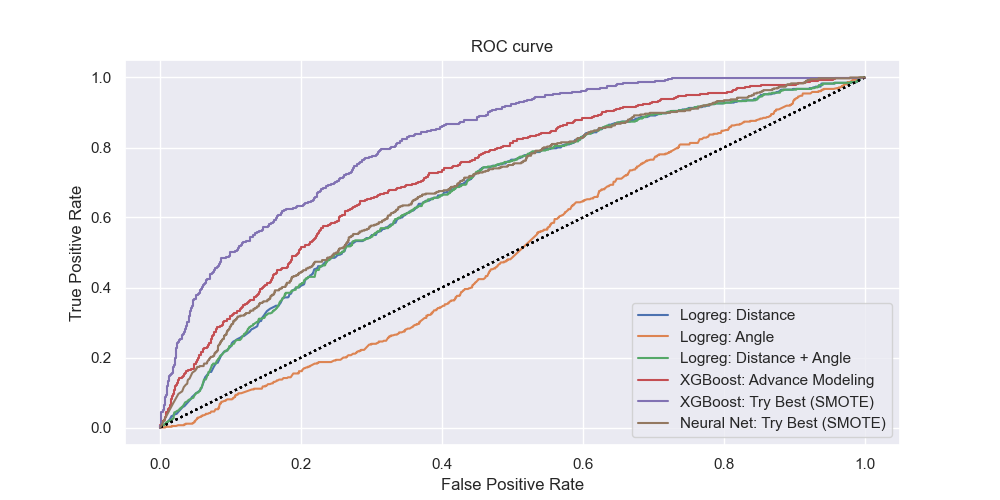 ROC curve
1.0
0.8
0.6
0.4
0.2
0.0
True Positive Rate
Logreg: Distance
Logreg: Angle
Logreg: Distance + Angle
XGBoost: Advance Modeling
XGBoost: Try Best (SMOTE)
Neural Net: Try Best (SMOTE)
0.0 0.2 0.4 0.6 0.8 1.0
False Positive Rate